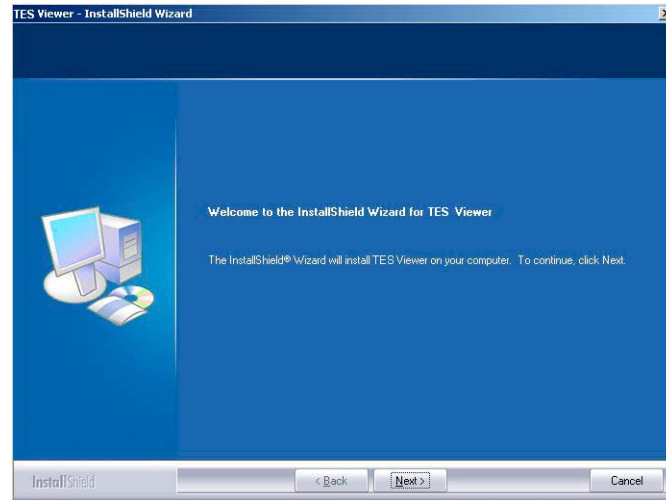 TES Viewer - InstallShield Wizard
Welcome to the InstallShield Wizard for TES Viewer
The InstallShield® Wizard will install TES Viewer on your computer. To continue, click Next.
InstallShield
< Back
Next >
Cancel